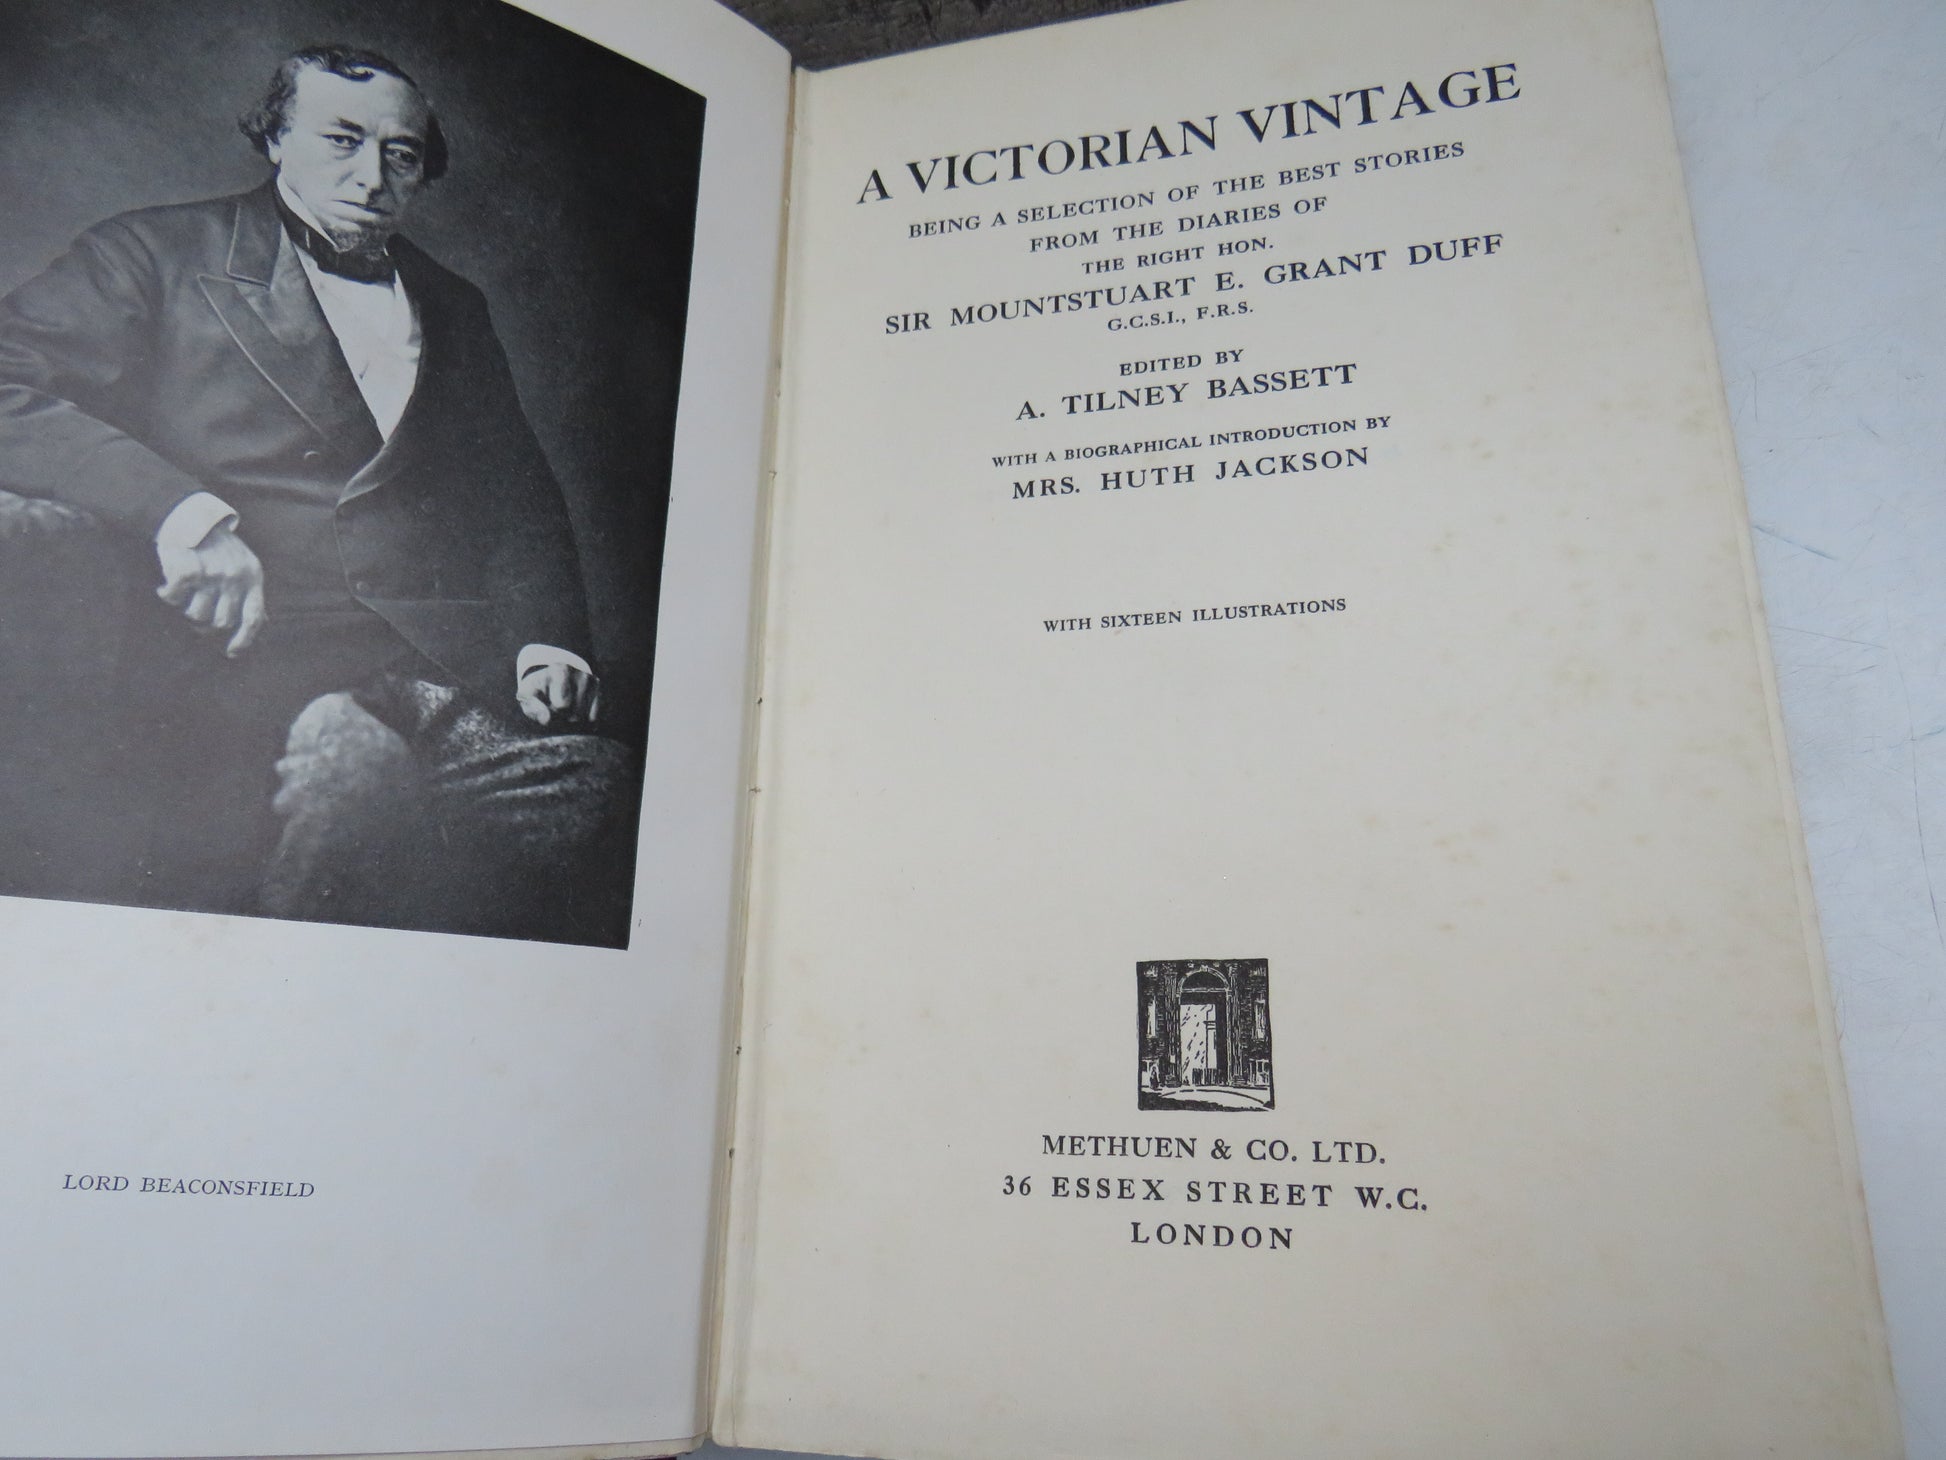 LORD BEACONSFIELD
A VICTORIAN VINTAGE
BEING A SELECTION OF THE BEST STORIES
FROM THE DIARIES OF
THE RIGHT HON.
SIR MOUNTSTUART E. GRANT DUFF
G.C.S.I., F.R.S.
EDITED BY
A. TILNEY BASSETT
WITH A BIOGRAPHICAL INTRODUCTION BY
MRS. HUTH JACKSON
WITH SIXTEEN ILLUSTRATIONS
METHUEN & CO. LTD.
36 ESSEX STREET W.C.
LONDON